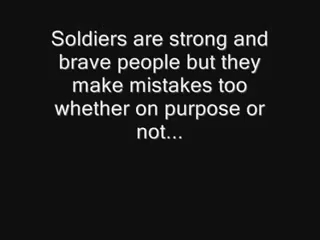 Soldiers are strong and
brave people but they
make mistakes too
whether on purpose or
not...